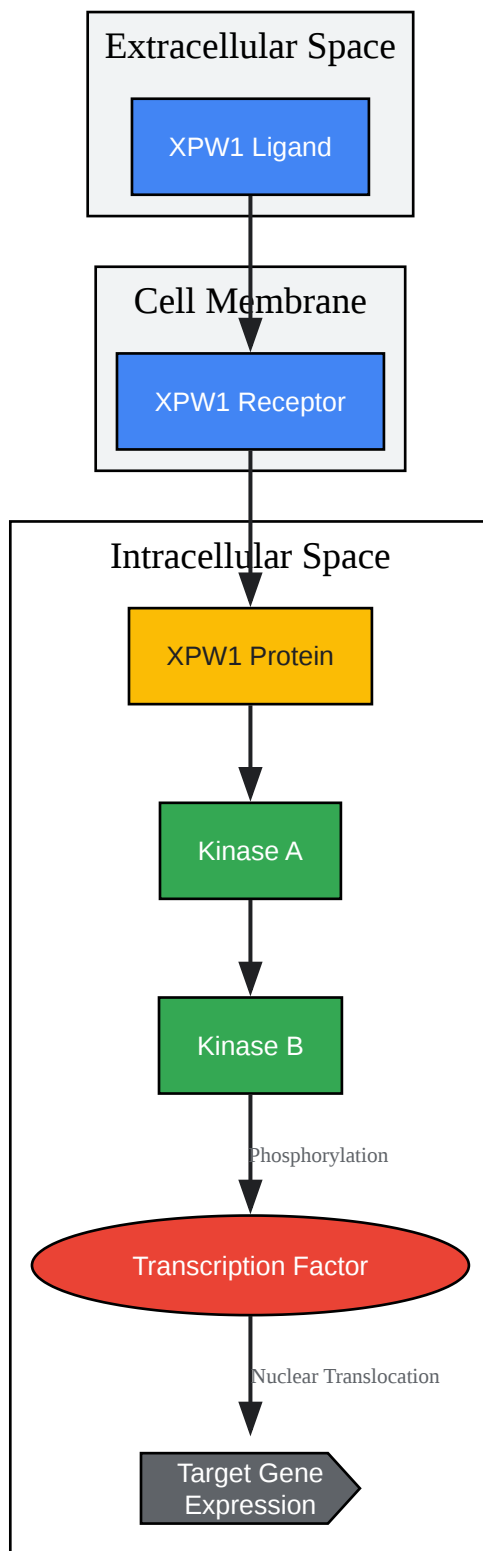 Extracellular Space
XPW1 Ligand
Cell Membrane
XPW1 Receptor
Intracellular Space
XPW1 Protein
Kinase A
Kinase B
Phosphorylation
Transcription Factor
Nuclear Translocation
Target Gene
Expression